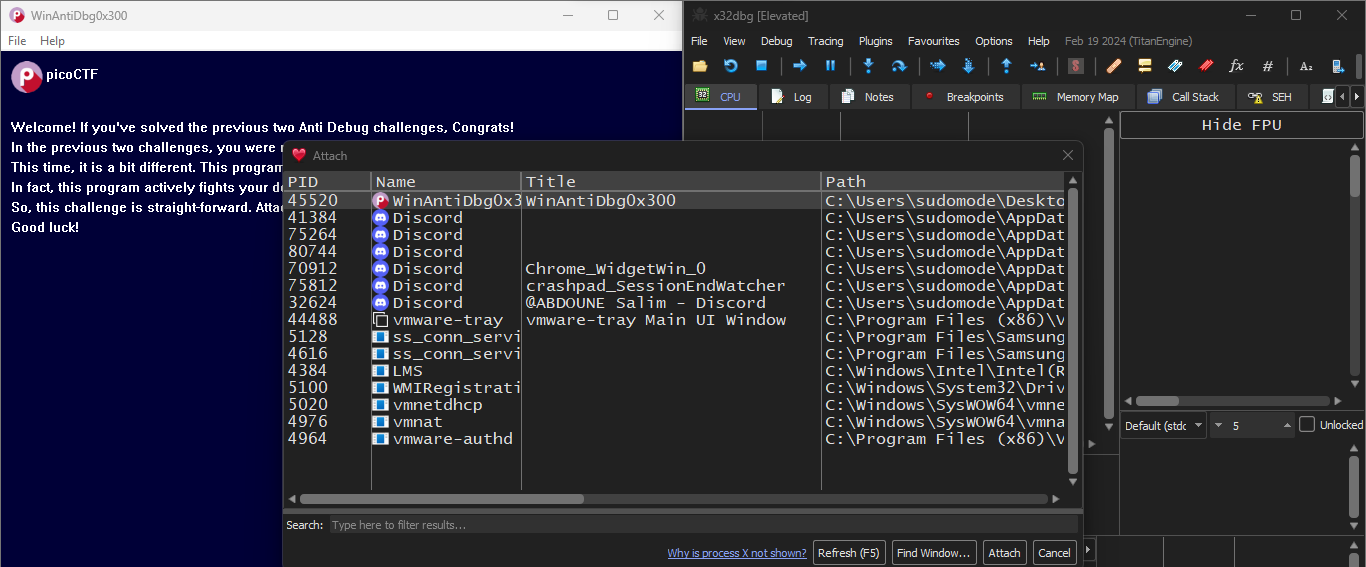 WinAntiDbg0x300
File Help
picoCTF
Welcome! If you've solved the previous two Anti Debug challenges, Congrats!
In the previous two challenges, you were
This time, it is a bit different. This program
In fact, this program actively fights your
So, this challenge is straight-forward.
Good luck!
x32dbg [Elevated]
File View Debug Tracing Plugins Favourites Options Help Feb 19 2024 (TitanEngine)
CPU Log Notes Breakpoints Memory Map Call Stack SEH
Hide FPU
Default (stdc 5 Unlocked
Attach
PID Name Title Path
45520 WinAntiDbg0x3 WinAntiDbg0x300 C:\Users\sudomode\Deskto
41384 Discord C:\Users\sudomode\AppDat
75264 Discord C:\Users\sudomode\AppDat
80744 Discord C:\Users\sudomode\AppDat
70912 Discord Chrome_WidgetWin_0 C:\Users\sudomode\AppDat
75812 Discord crashpad_SessionEndWatcher C:\Users\sudomode\AppDat
32624 Discord @ABDOUNE Salim - Discord C:\Users\sudomode\AppDat
44488 vmware-tray vmware-tray Main UI Window C:\Program Files (x86)\V
5128 ss_conn_servi C:\Program Files\Samsung
4616 ss_conn_servi C:\Program Files\Samsung
4384 LMS C:\Windows\Intel\Intel(R
5100 WMIRegistrati C:\Windows\System32\Driv
5020 vmnetdhcp C:\Windows\SysWOW64\vmne
4976 vmnat C:\Windows\SysWOW64\vmna
4964 vmware-authd C:\Program Files (x86)\V
Search: Type here to filter results...
Why is process X not shown? Refresh (F5) Find Window... Attach Cancel